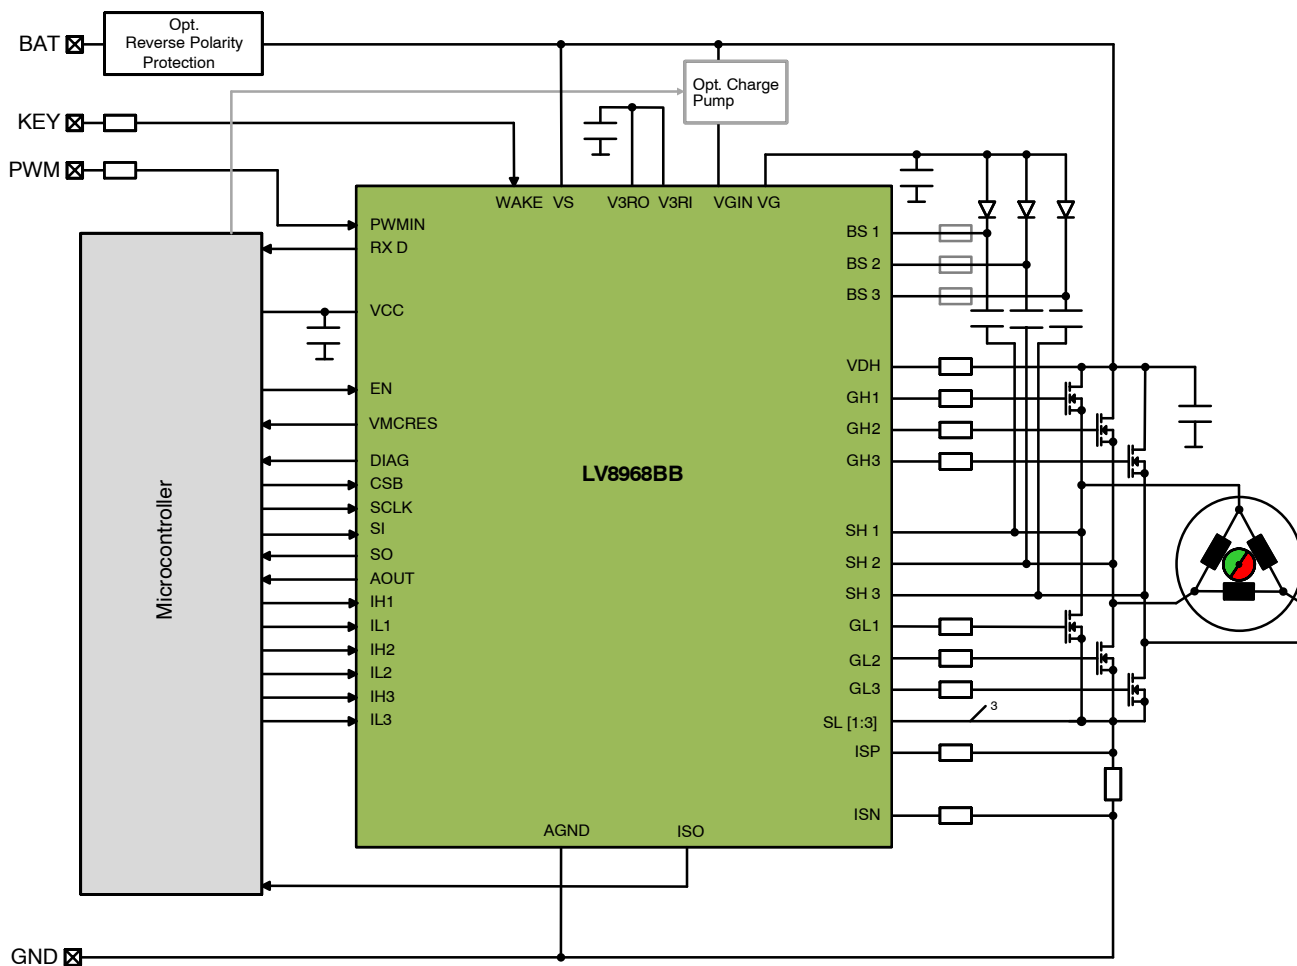 Opt.
Reverse Polarity
Protection
BAT
Opt. Charge
Pump
KEY
PWM
WAKE VS V3RO V3RI VGIN VG
PWMIN
RX D
VCC
EN
VMCRES
DIAG
CSB
SCLK
SI
SO
AOUT
IH1
IL1
IH2
IL2
IH3
IL3
Microcontroller
LV8968BB
BS 1
BS 2
BS 3
VDH
GH1
GH2
GH3
SH 1
SH 2
SH 3
GL1
GL2
GL3
SL [1:3]
3
ISP
ISN
AGND ISO
GND